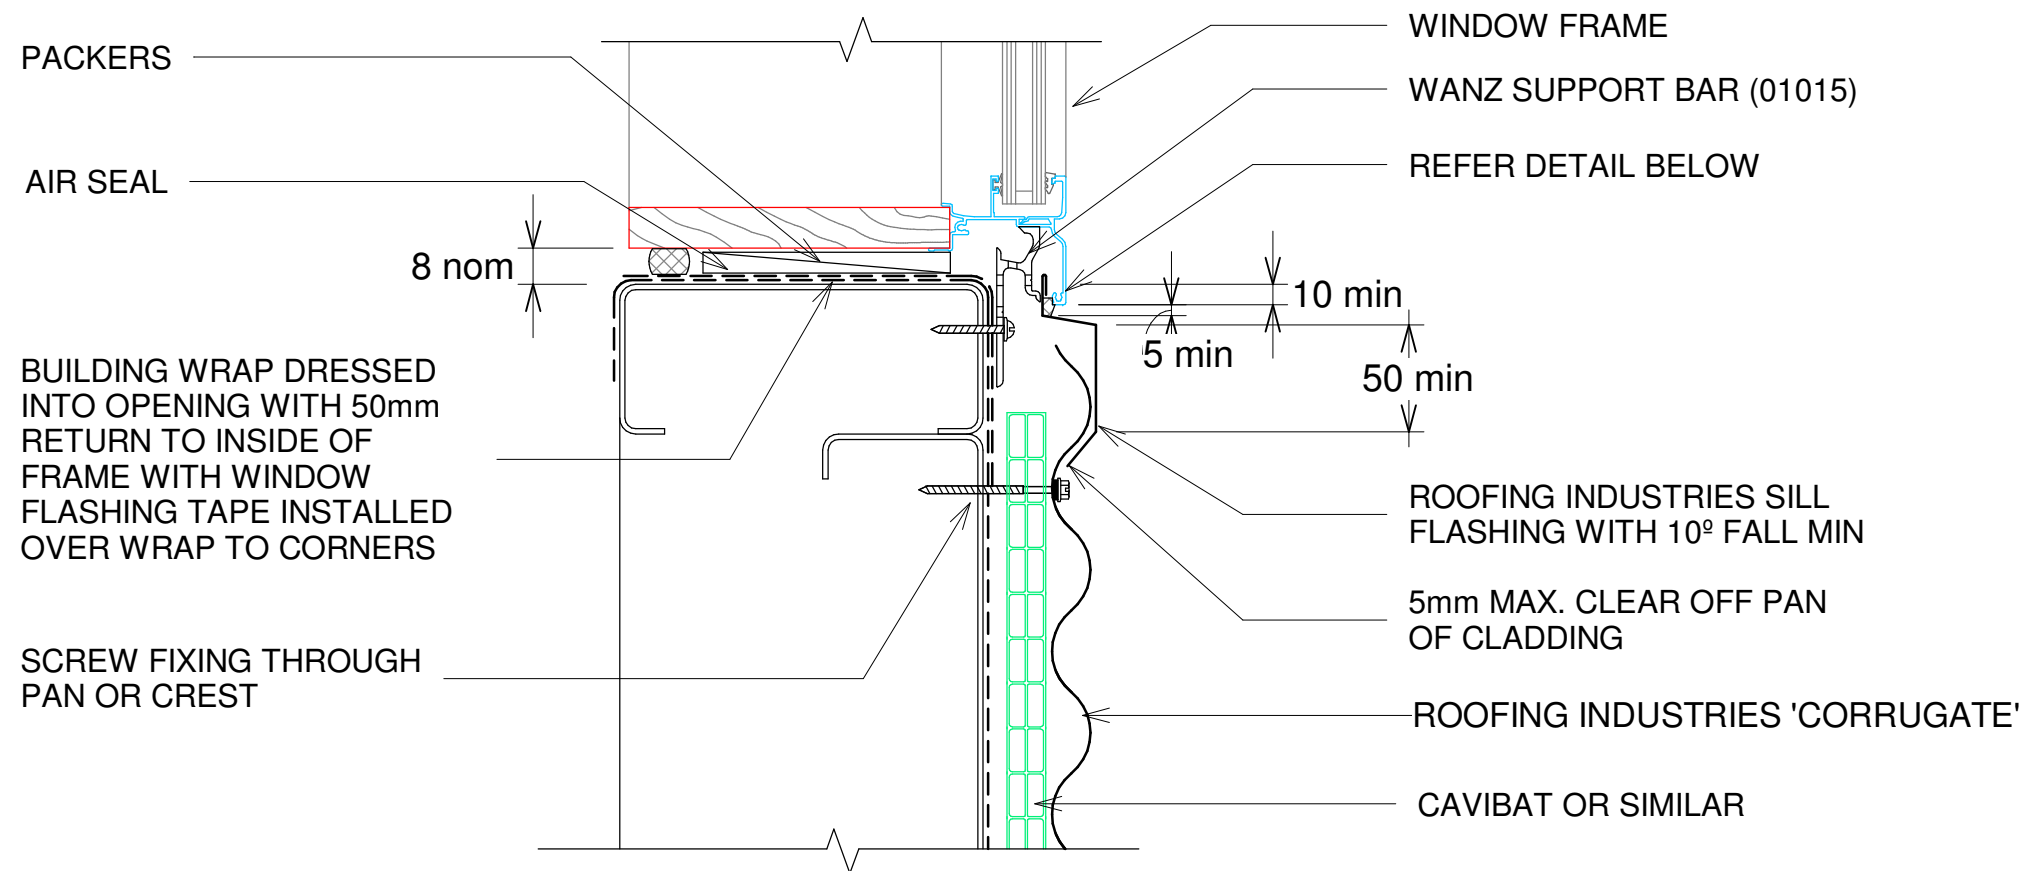 PACKERS
AIR SEAL
8 nom
BUILDING WRAP DRESSED
INTO OPENING WITH 50mm
RETURN TO INSIDE OF
FRAME WITH WINDOW
FLASHING TAPE INSTALLED
OVER WRAP TO CORNERS
SCREW FIXING THROUGH
PAN OR CREST
WINDOW FRAME
WANZ SUPPORT BAR (01015)
REFER DETAIL BELOW
10 min
5 min
50 min
ROOFING INDUSTRIES SILL
FLASHING WITH 10º FALL MIN
5mm MAX. CLEAR OFF PAN
OF CLADDING
ROOFING INDUSTRIES 'CORRUGATE'
CAVIBAT OR SIMILAR